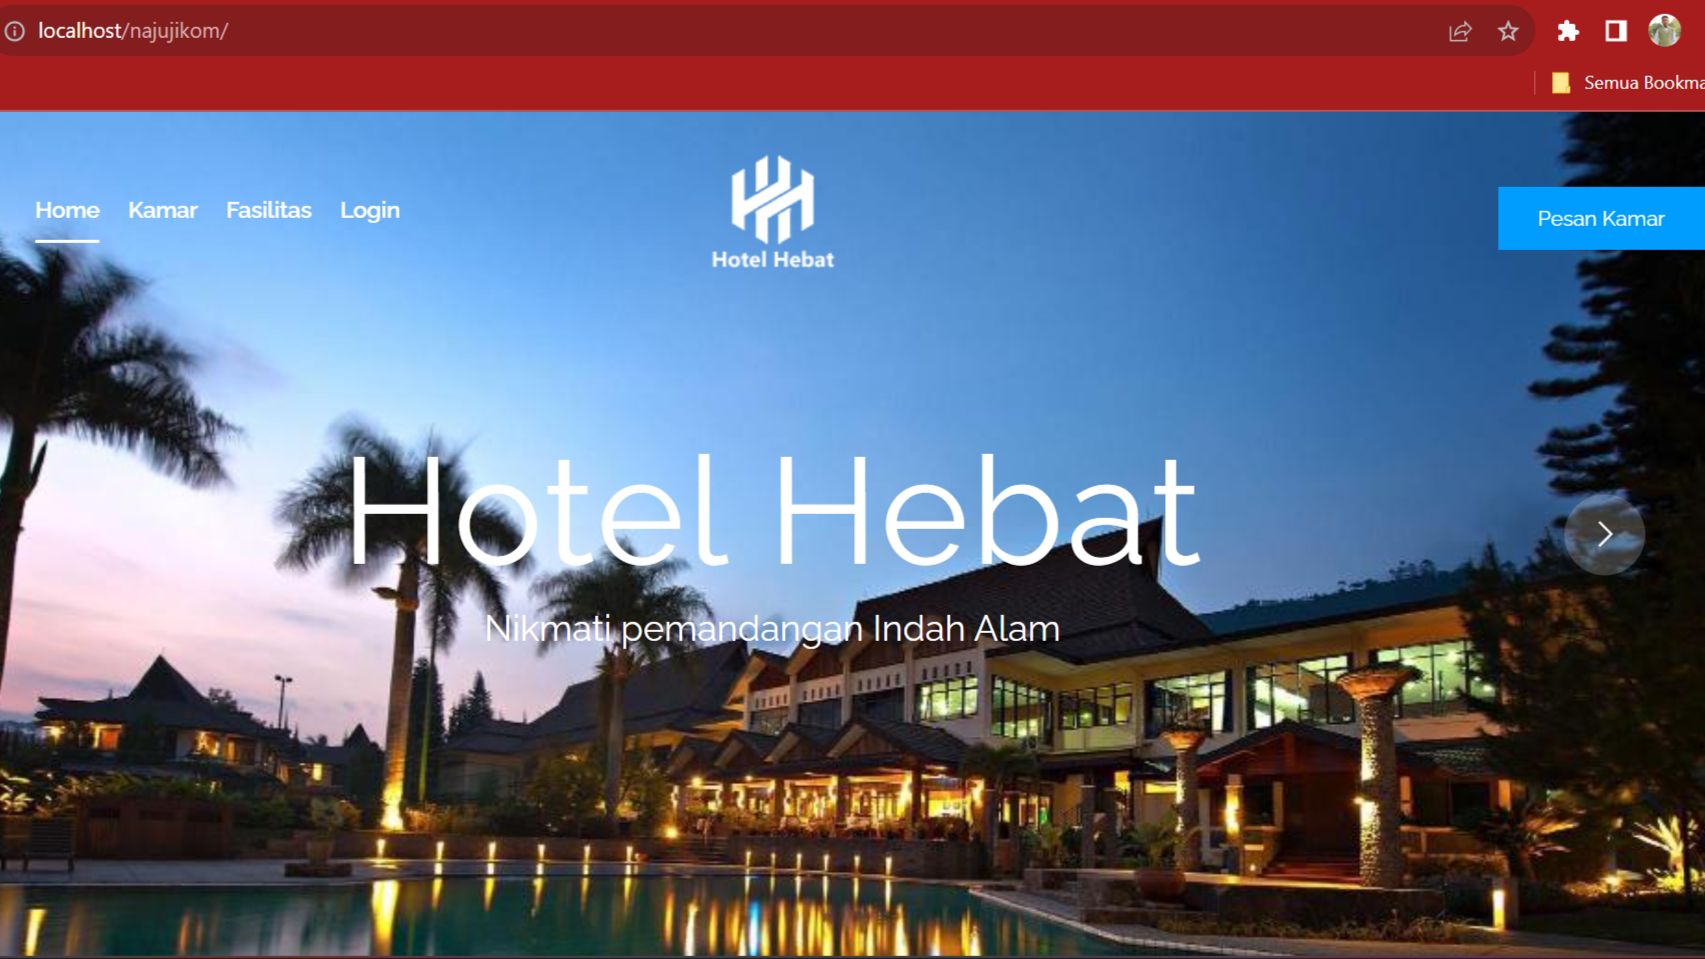 localhost/najujikom/
Semua Bookma
Home Kamar Fasilitas Login
Hotel Hebat
Pesan Kamar
Hotel Hebat
Nikmati pemandangan Indah Alam